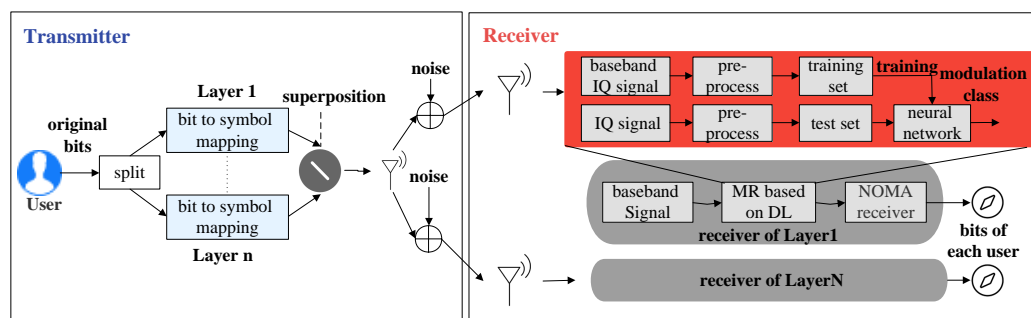 Transmitter
original
bits
User
split
Layer 1
bit to symbol
mapping
bit to symbol
mapping
Layer n
superposition
noise
noise
Receiver
baseband
IQ signal
pre-
process
training
set
training
modulation
class
IQ signal
pre-
process
test set
neural
network
baseband
Signal
MR based
on DL
NOMA
receiver
receiver of Layer1
bits of
each user
receiver of LayerN